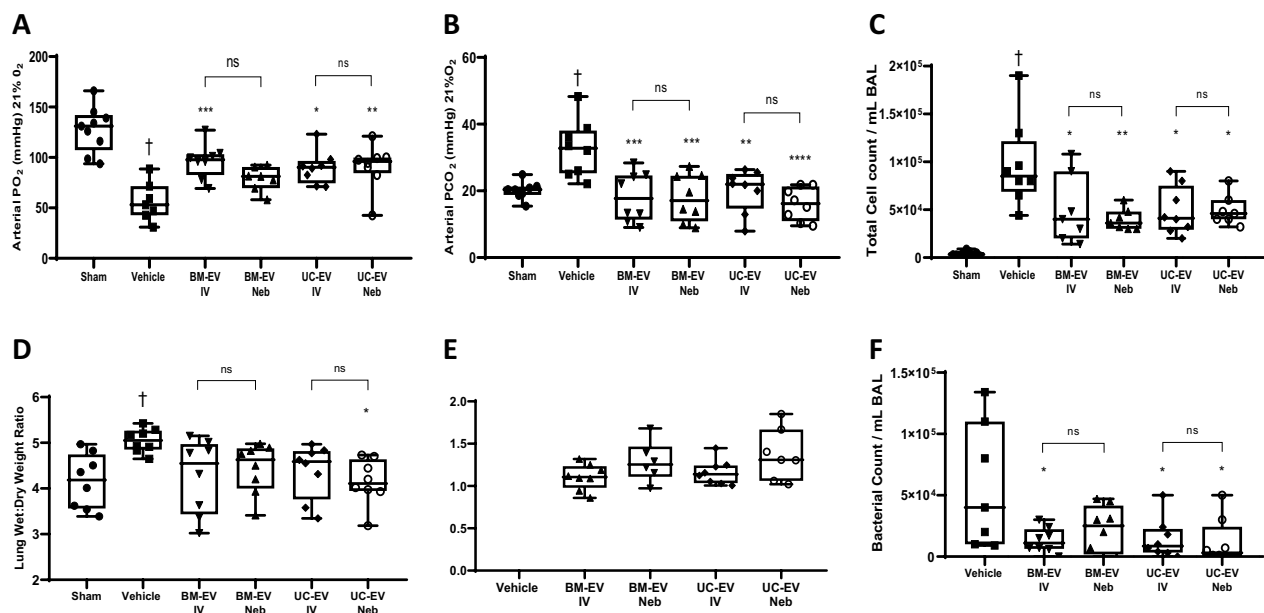 A
Arterial PO2 (mmHg) 21% 02
200
150
100
50
0
†
***
ns
*
ns
**
Sham
Vehicle
BM-EV
IV
BM-EV
Neb
UC-EV
IV
UC-EV
Neb
B
Arterial PCO2 (mmHg) 21%O2
60
40
20
0
†
***
ns
***
**
ns
****
Sham
Vehicle
BM-EV
IV
BM-EV
Neb
UC-EV
IV
UC-EV
Neb
C
Total Cell count / mL BAL
2×10⁵
2×10⁵
1×10⁵
5×10⁴
0
†
*
ns
**
*
ns
*
Sham
Vehicle
BM-EV
IV
BM-EV
Neb
UC-EV
IV
UC-EV
Neb
D
Lung Wet:Dry Weight Ratio
6
5
4
3
2
†
ns
ns
*
Sham
Vehicle
BM-EV
IV
BM-EV
Neb
UC-EV
IV
UC-EV
Neb
E
2.0
1.5
1.0
0.0
Vehicle
BM-EV
IV
BM-EV
Neb
UC-EV
IV
UC-EV
Neb
F
Bacterial Count / mL BAL
1.5×10⁵
1×10⁵
5×10⁴
0
*
ns
*
ns
*
Vehicle
BM-EV
IV
BM-EV
Neb
UC-EV
IV
UC-EV
Neb